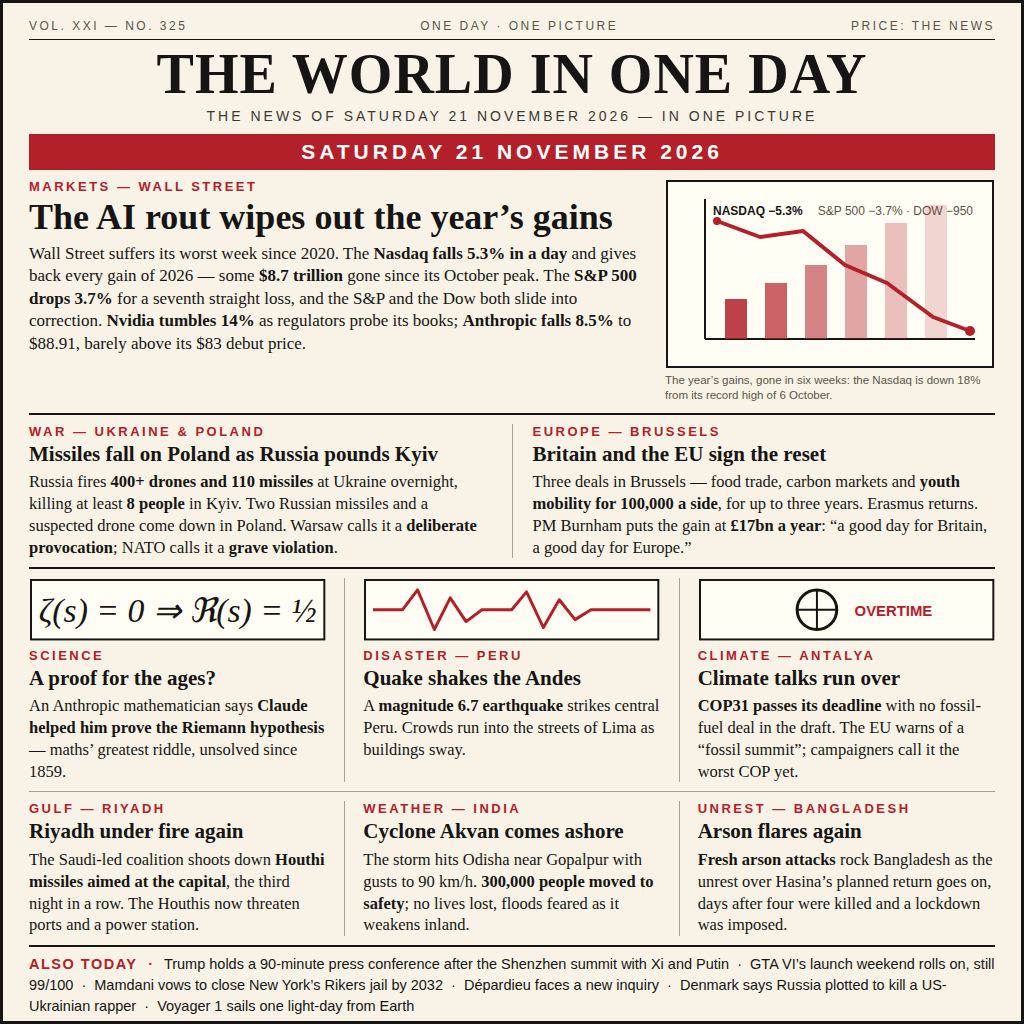 VOL. XXI — NO. 325
ONE DAY · ONE PICTURE
PRICE: THE NEWS
THE WORLD IN ONE DAY
THE NEWS OF SATURDAY 21 NOVEMBER 2026 — IN ONE PICTURE
SATURDAY 21 NOVEMBER 2026
MARKETS — WALL STREET
The AI rout wipes out the year’s gains
Wall Street suffers its worst week since 2020. The Nasdaq falls 5.3% in a day and gives
back every gain of 2026 — some $8.7 trillion gone since its October peak. The S&P 500
drops 3.7% for a seventh straight loss, and the S&P and the Dow both slide into
correction. Nvidia tumbles 14% as regulators probe its books; Anthropic falls 8.5% to
$88.91, barely above its $83 debut price.
NASDAQ −5.3% S&P 500 −3.7% · DOW −950
The year’s gains, gone in six weeks: the Nasdaq is down 18%
from its record high of 6 October.
WAR — UKRAINE & POLAND
Missiles fall on Poland as Russia pounds Kyiv
Russia fires 400+ drones and 110 missiles at Ukraine overnight,
killing at least 8 people in Kyiv. Two Russian missiles and a
suspected drone come down in Poland. Warsaw calls it a deliberate
provocation; NATO calls it a grave violation.
EUROPE — BRUSSELS
Britain and the EU sign the reset
Three deals in Brussels — food trade, carbon markets and youth
mobility for 100,000 a side, for up to three years. Erasmus returns.
PM Burnham puts the gain at £17bn a year: “a good day for Britain,
a good day for Europe.”
ζ(s) = 0 ⇒ ℜ(s) = ½
SCIENCE
A proof for the ages?
An Anthropic mathematician says Claude
helped him prove the Riemann hypothesis
— maths’ greatest riddle, unsolved since
1859.
DISASTER — PERU
Quake shakes the Andes
A magnitude 6.7 earthquake strikes central
Peru. Crowds run into the streets of Lima as
buildings sway.
OVERTIME
CLIMATE — ANTALYA
Climate talks run over
COP31 passes its deadline with no fossil-
fuel deal in the draft. The EU warns of a
“fossil summit”; campaigners call it the
worst COP yet.
GULF — RIYADH
Riyadh under fire again
The Saudi-led coalition shoots down Houthi
missiles aimed at the capital, the third
night in a row. The Houthis now threaten
ports and a power station.
WEATHER — INDIA
Cyclone Akvan comes ashore
The storm hits Odisha near Gopalpur with
gusts to 90 km/h. 300,000 people moved to
safety; no lives lost, floods feared as it
weakens inland.
UNREST — BANGLADESH
Arson flares again
Fresh arson attacks rock Bangladesh as the
unrest over Hasina’s planned return goes on,
days after four were killed and a lockdown
was imposed.
ALSO TODAY · Trump holds a 90-minute press conference after the Shenzhen summit with Xi and Putin · GTA VI’s launch weekend rolls on, still
99/100 · Mamdani vows to close New York’s Rikers jail by 2032 · Dépardieu faces a new inquiry · Denmark says Russia plotted to kill a US-
Ukrainian rapper · Voyager 1 sails one light-day from Earth